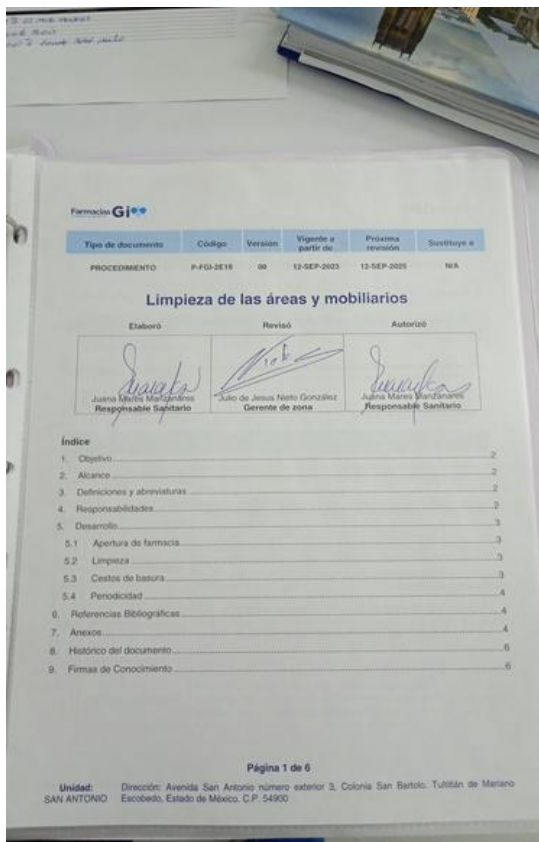 Farmacias Gi
Tipo de documento Código Versión Vigente a partir de Próxima revisión Sustituye a
PROCEDIMIENTO P-FGI-2E18 00 12-SEP-2023 12-SEP-2025 N/A
Limpieza de las áreas y mobiliarios
Elaboró Revisó Autorizó
Juana Mares Manzanares Julio de Jesus Nieto González Juana Mares Manzanares
Responsable Sanitario Gerente de zona Responsable Sanitario
Índice
1. Objetivo 2
2. Alcance 2
3. Definiciones y abreviaturas 2
4. Responsabilidades 2
5. Desarrollo 3
5.1 Apertura de farmacia 3
5.2 Limpieza 3
5.3 Cestos de basura 3
5.4 Periodicidad 4
6. Referencias Bibliográficas 4
7. Anexos 4
8. Histórico del documento 6
9. Firmas de Conocimiento 6
Página 1 de 6
Unidad: Dirección: Avenida San Antonio número exterior 3, Colonia San Bartolo. Tultitlán de Mariano
SAN ANTONIO Escobedo, Estado de México. C.P. 54900